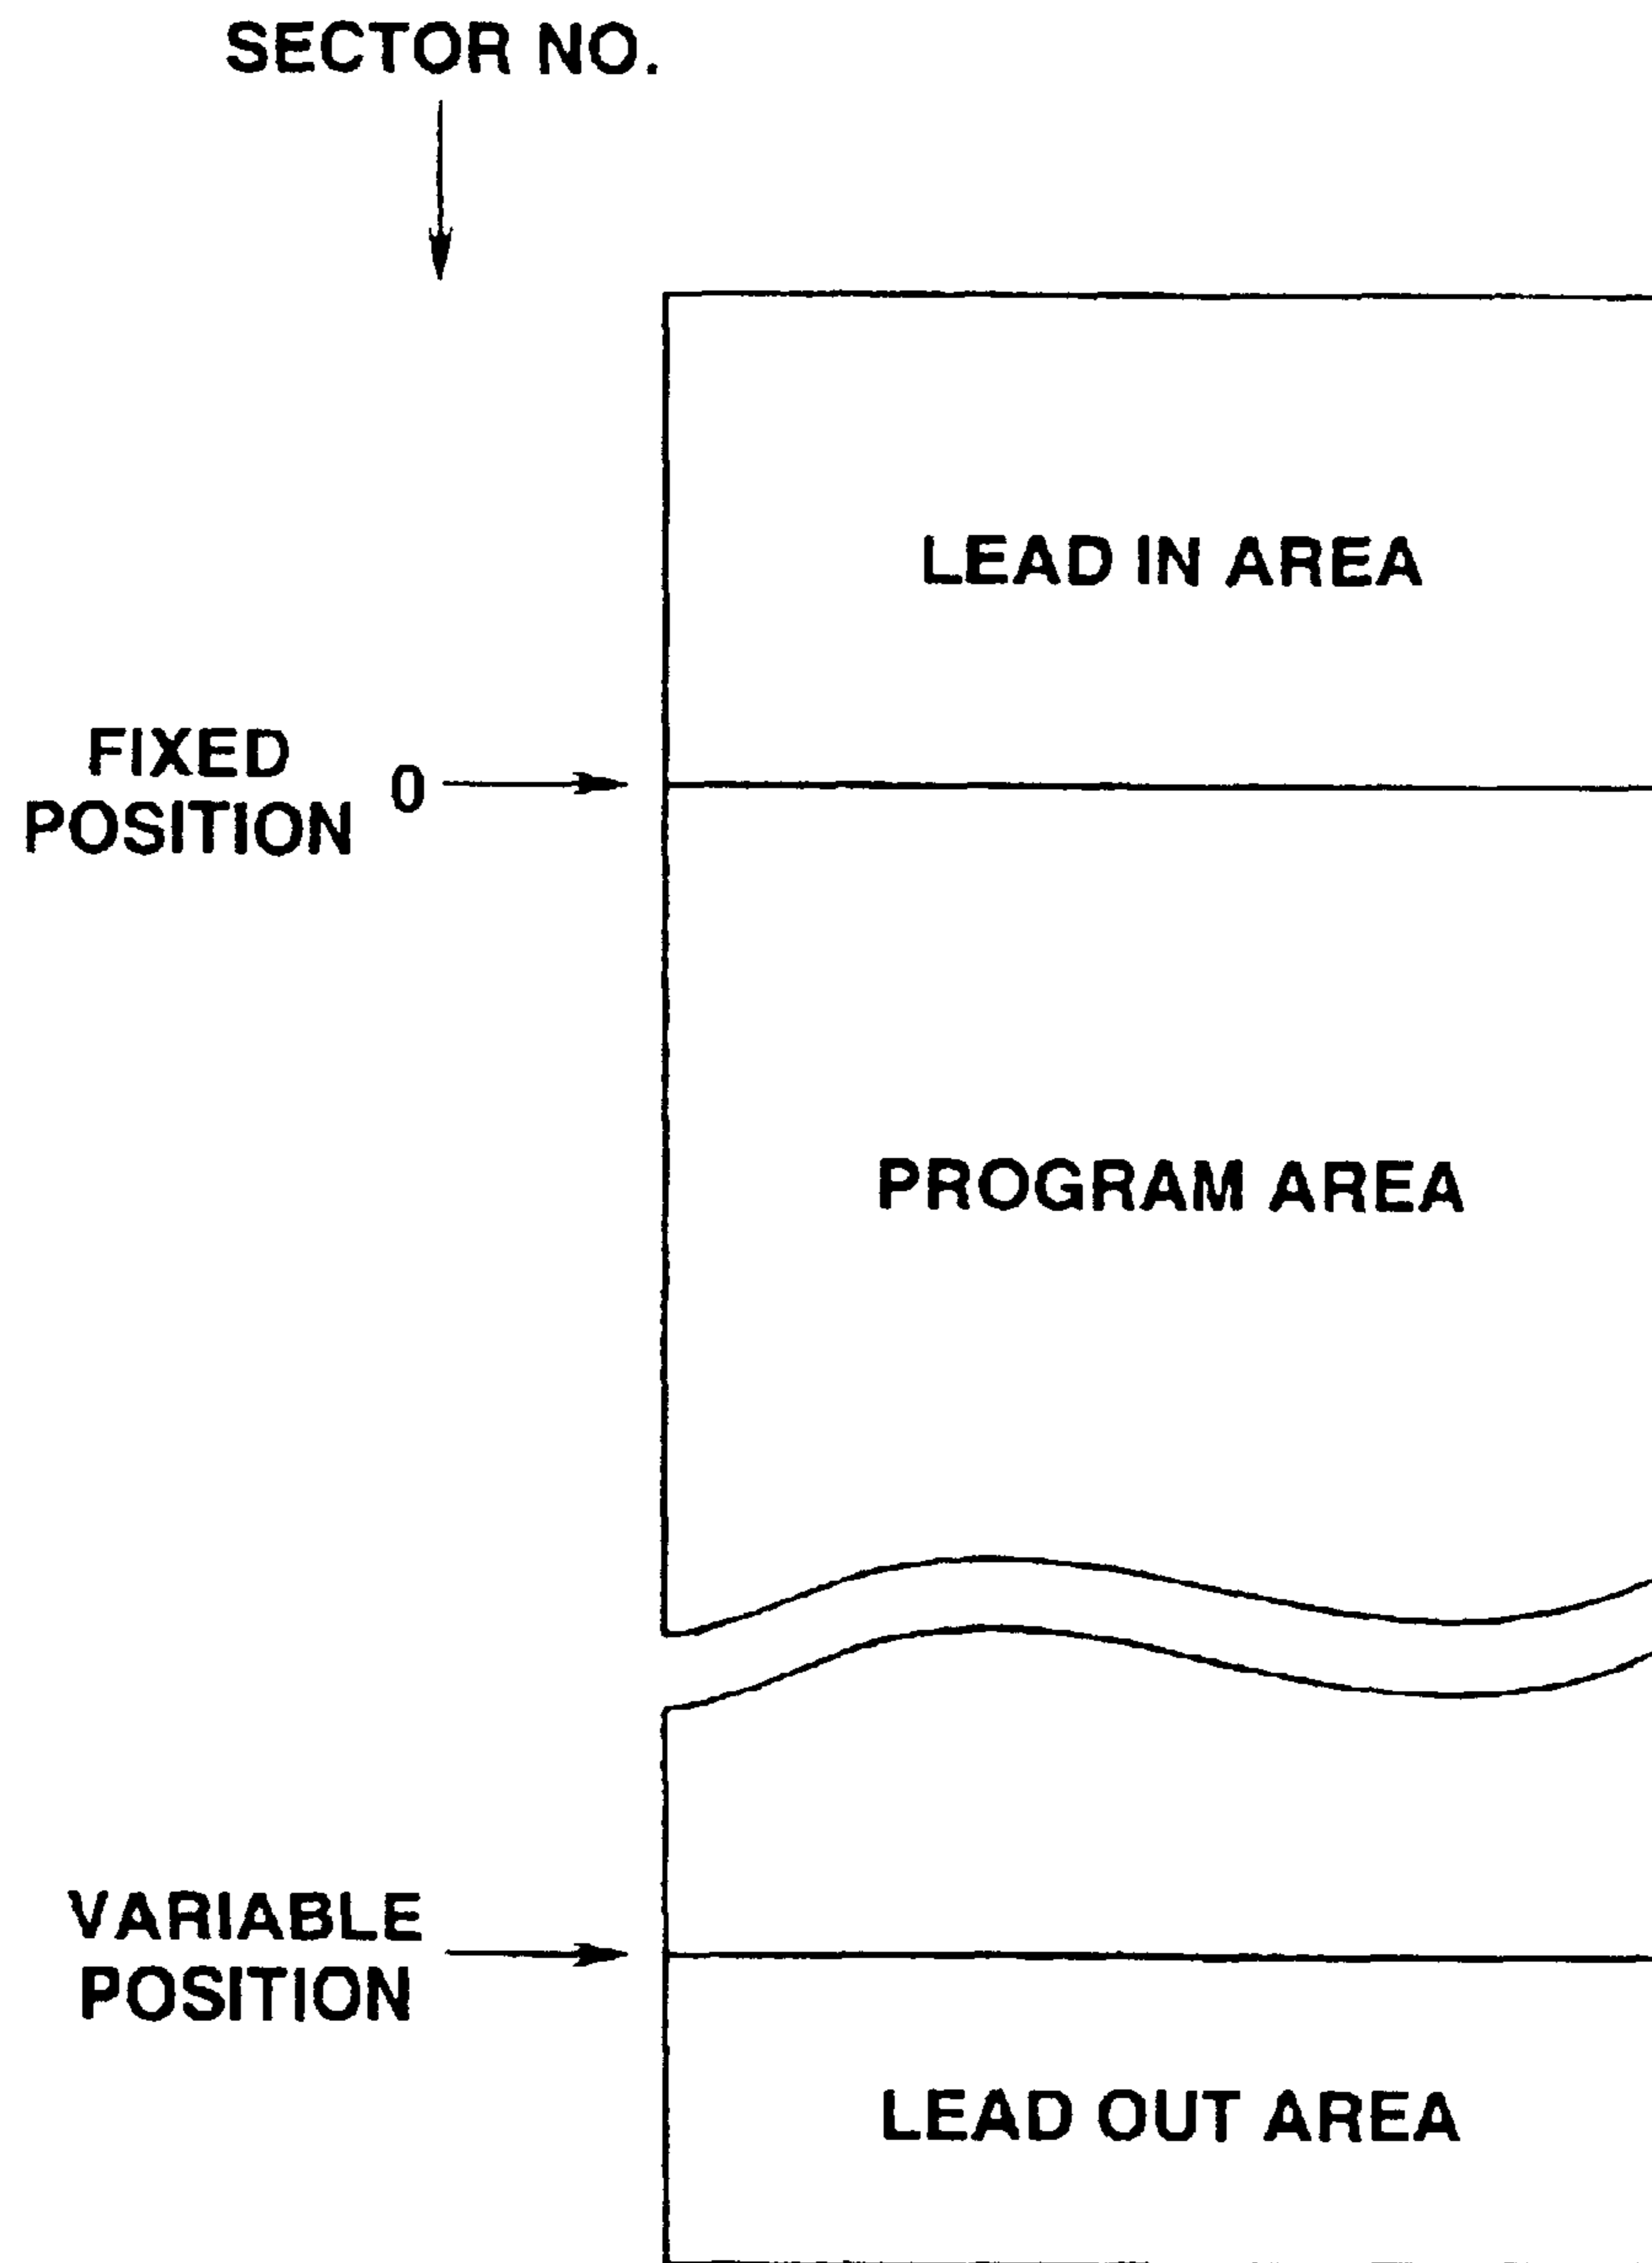 SECTOR NO.
LEAD IN AREA
FIXED
POSITION
0
PROGRAM AREA
VARIABLE
POSITION
LEAD OUT AREA